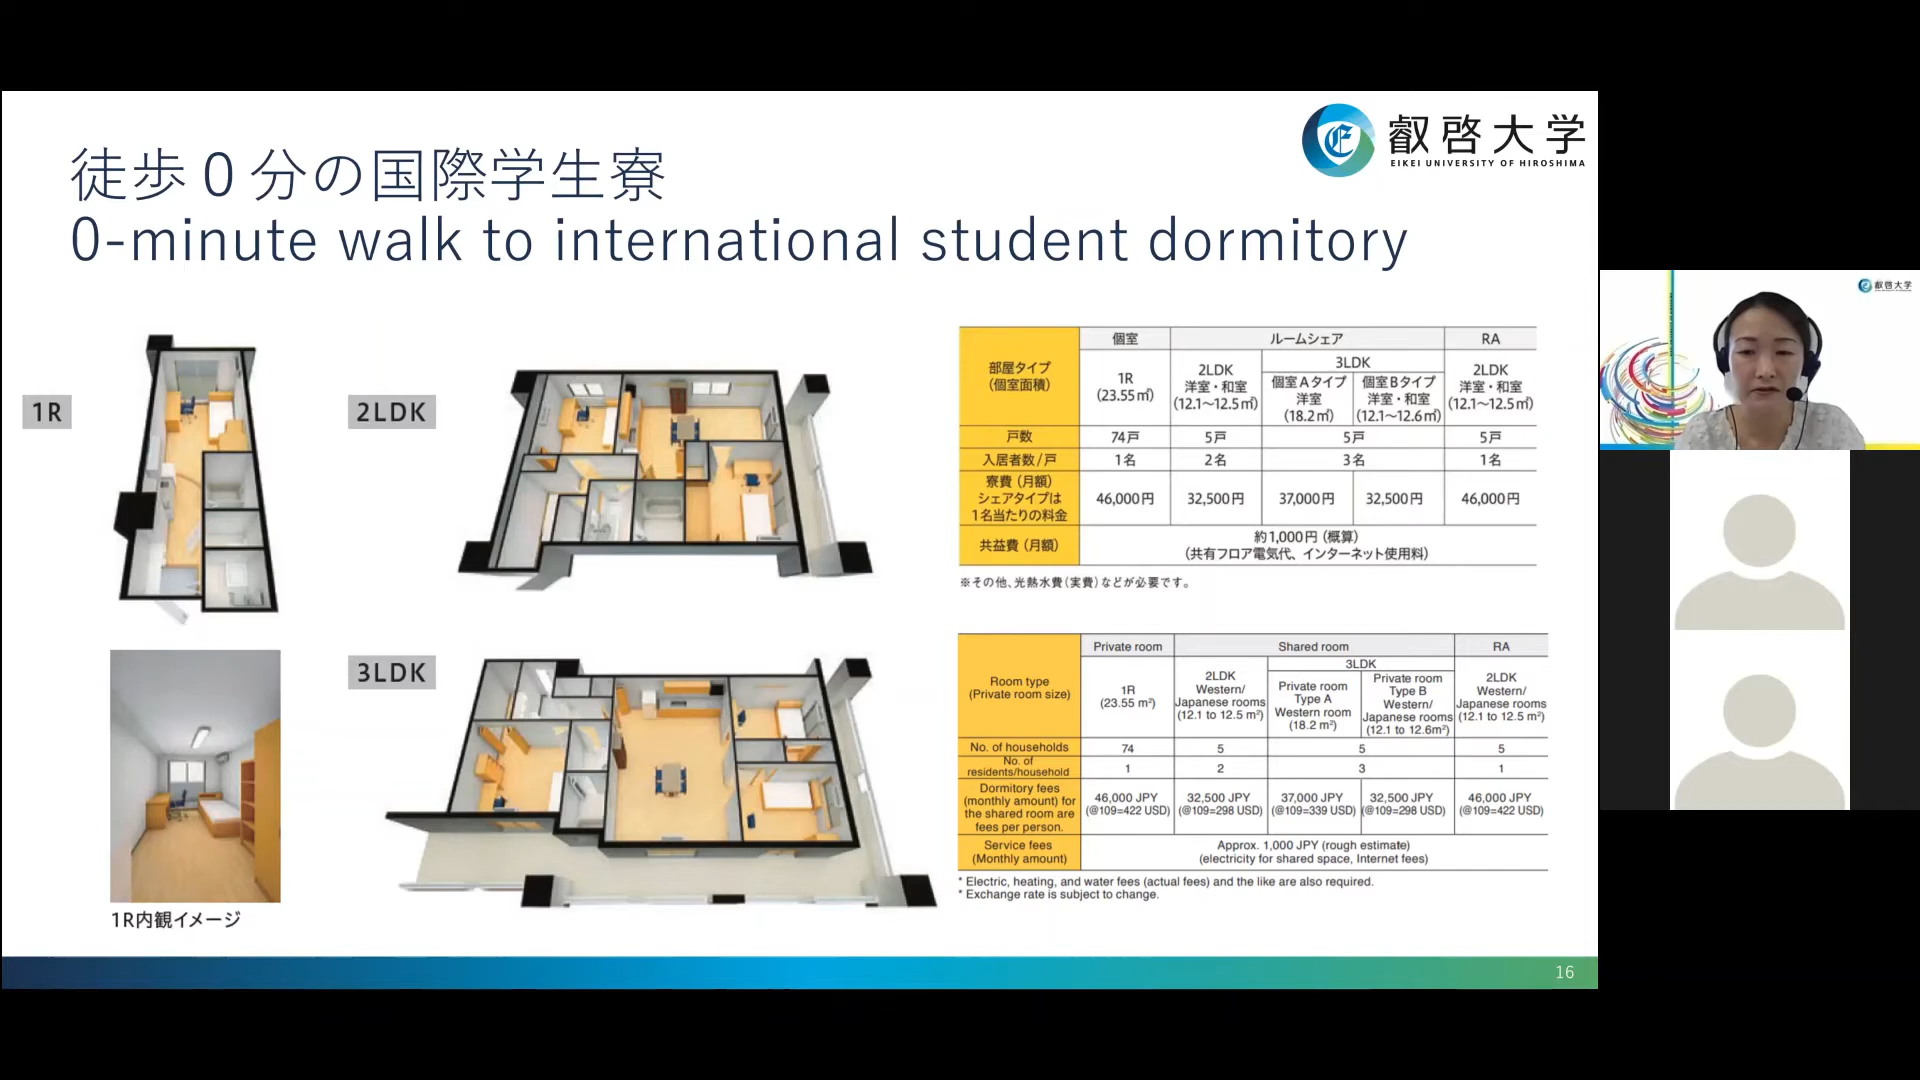 叡啓大学
EIKEI UNIVERSITY OF HIROSHIMA
徒歩０分の国際学生寮
0-minute walk to international student dormitory
1R
2LDK
3LDK
1R内観イメージ
部屋タイプ
（個室面積）
個室
ルームシェア
RA
1R
（23.55㎡）
2LDK
洋室・和室
（12.1～12.5㎡）
3LDK
個室Aタイプ
洋室
（18.2㎡）
個室Bタイプ
洋室・和室
（12.1～12.6㎡）
2LDK
洋室・和室
（12.1～12.5㎡）
戸数 74戸 5戸 5戸 5戸
入居者数/戸 1名 2名 3名 1名
寮費（月額）
シェアタイプは
1名当たりの料金
46,000円 32,500円 37,000円 32,500円 46,000円
共益費（月額）
約1,000円（概算）
（共有フロア電気代、インターネット使用料）
※その他、光熱水費（実費）などが必要です。
Room type
(Private room size)
Private room
Shared room
RA
1R
(23.55 m²)
2LDK
Western/
Japanese rooms
(12.1 to 12.5 m²)
3LDK
Private room
Type A
Western room
(18.2 m²)
Private room
Type B
Western/
Japanese rooms
(12.1 to 12.6m²)
2LDK
Western/
Japanese rooms
(12.1 to 12.5 m²)
No. of households 74 5 5 5
No. of
residents/household
1 2 3 1
Dormitory fees
(monthly amount) for
the shared room are
fees per person.
46,000 JPY
(@109=422 USD)
32,500 JPY
(@109=298 USD)
37,000 JPY
(@109=339 USD)
32,500 JPY
(@109=298 USD)
46,000 JPY
(@109=422 USD)
Service fees
(Monthly amount)
Approx. 1,000 JPY (rough estimate)
(electricity for shared space, Internet fees)
* Electric, heating, and water fees (actual fees) and the like are also required.
* Exchange rate is subject to change.
16
叡啓大学